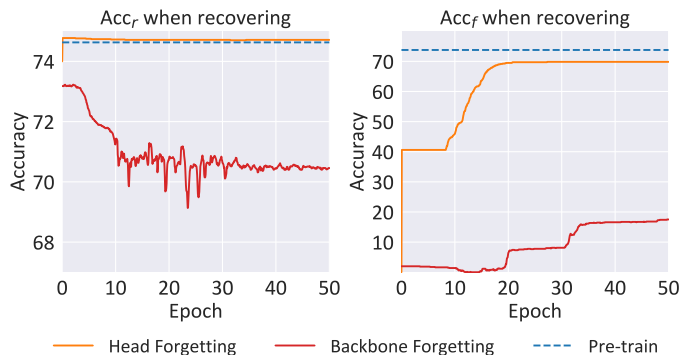 Acc_r when recovering
Accuracy
74
72
70
68
0
10
20
30
40
50
Epoch
Acc_f when recovering
Accuracy
70
60
50
40
30
20
10
0
10
20
30
40
50
Epoch
Head Forgetting
Backbone Forgetting
Pre-train